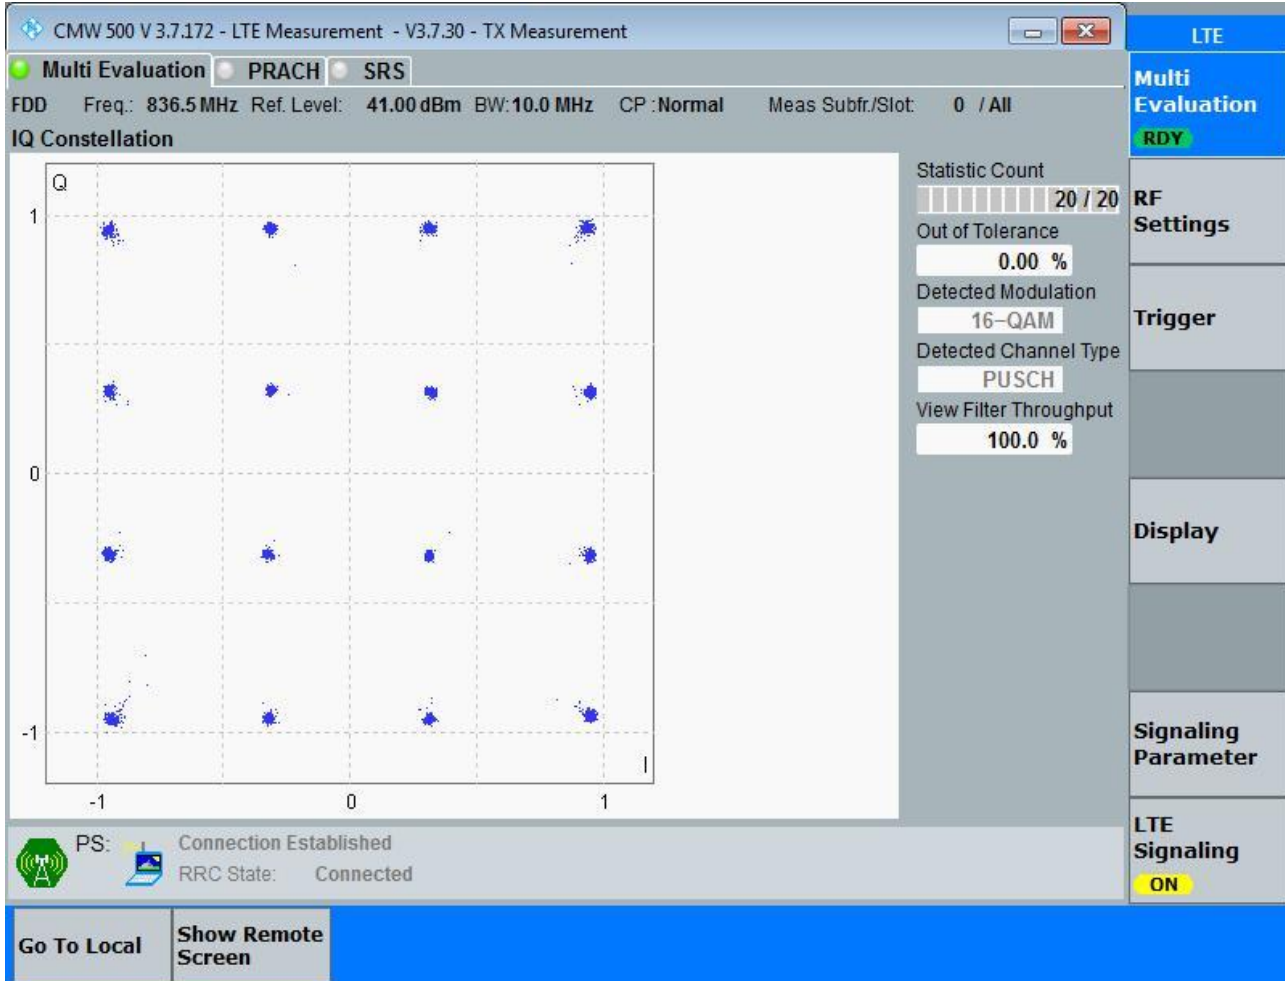 CMW 500 V 3.7.172 - LTE Measurement - V3.7.30 - TX Measurement
LTE
Multi Evaluation PRACH SRS
Multi
Evaluation
RDY
FDD Freq.: 836.5 MHz Ref. Level: 41.00 dBm BW: 10.0 MHz CP : Normal Meas Subfr./Slot: 0 / All
IQ Constellation
Q
1
0
-1
I
-1 0 1
Statistic Count
20 / 20
Out of Tolerance
0.00 %
Detected Modulation
16-QAM
Detected Channel Type
PUSCH
View Filter Throughput
100.0 %
RF
Settings
Trigger
Display
Signaling
Parameter
LTE
Signaling
ON
PS: Connection Established
RRC State: Connected
Go To Local
Show Remote
Screen